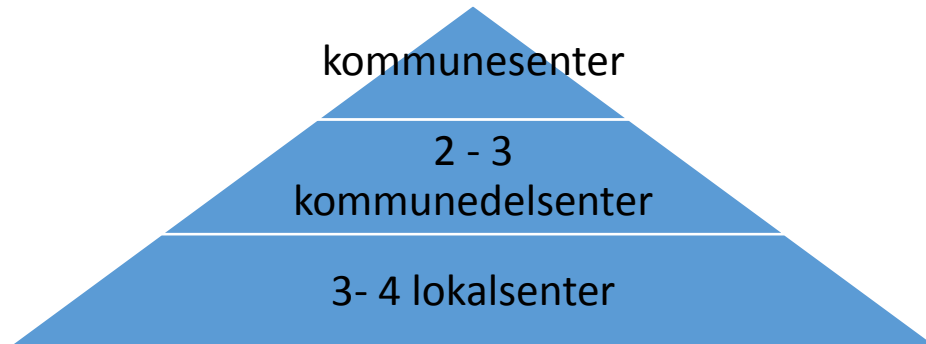 kommunesenter
2 - 3
kommunedelsenter
3- 4 lokalsenter